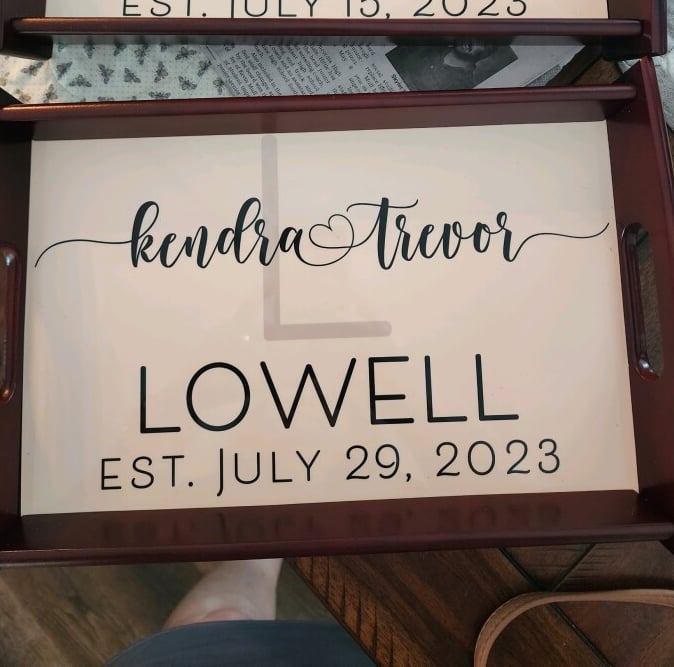 EST. JULY 15, 2023
L
kendra trevor
LOWELL
EST. JULY 29, 2023